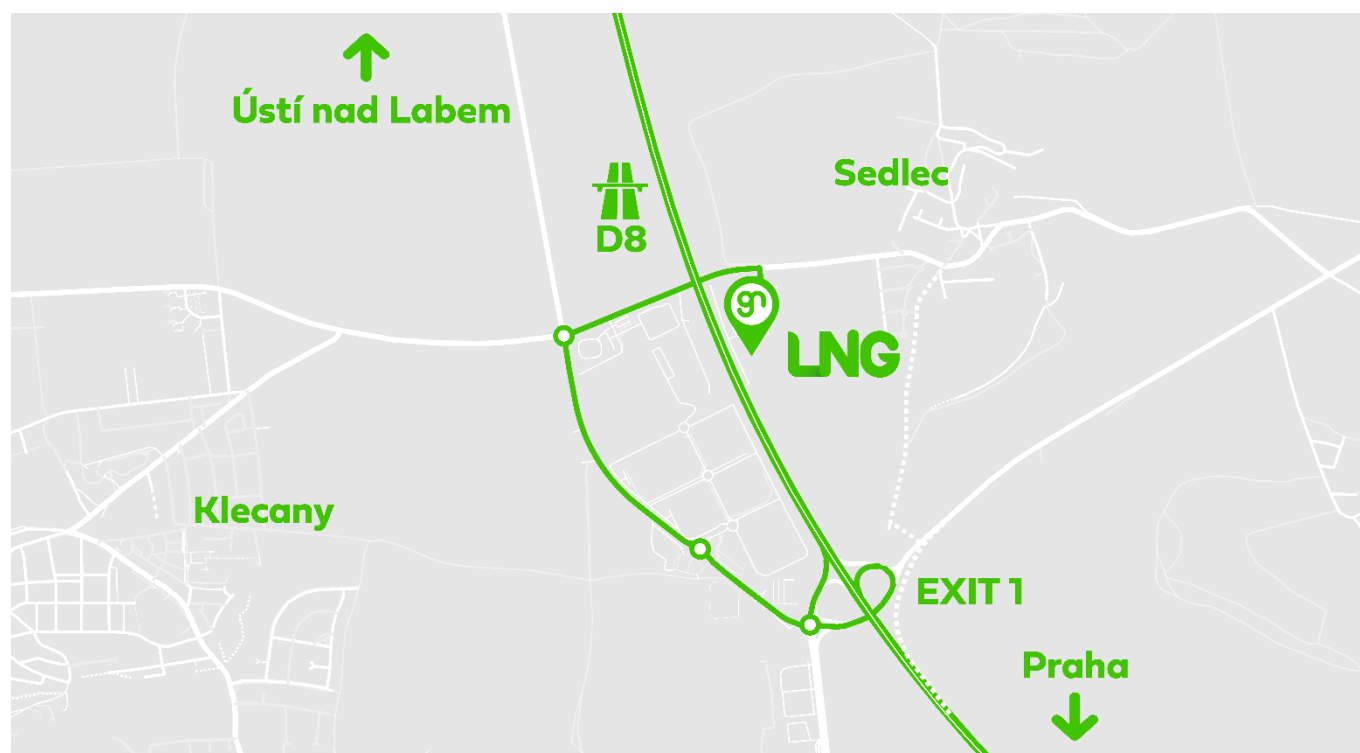 Ústí nad Labem
Sedlec
D8
gn
LNG
Klecany
EXIT 1
Praha